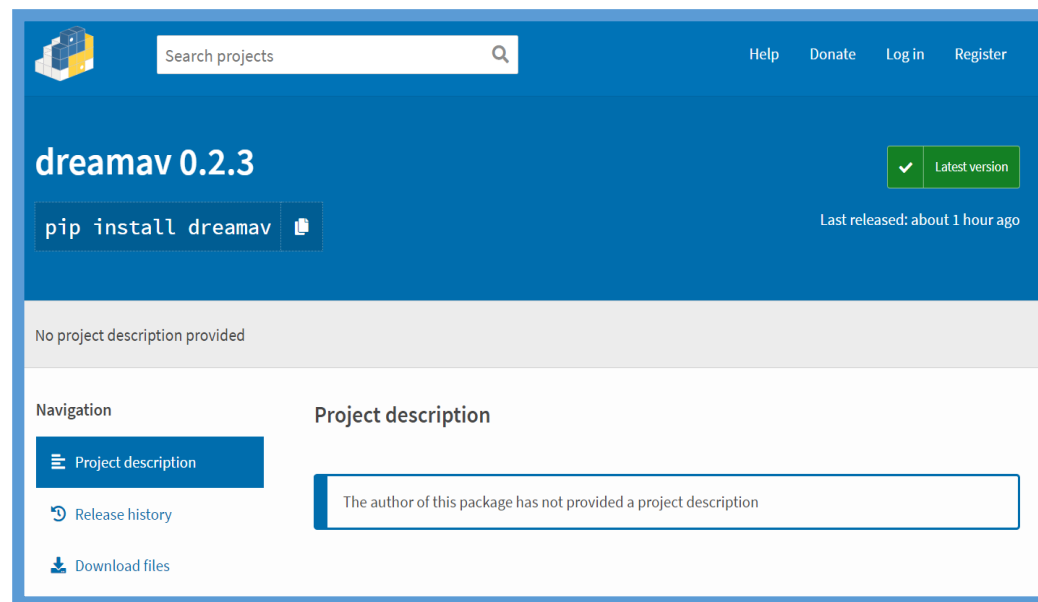 Search projects
Help Donate Log in Register
dreamav 0.2.3
Latest version
pip install dreamav
Last released: about 1 hour ago
No project description provided
Navigation
Project description
Project description
The author of this package has not provided a project description
Release history
Download files